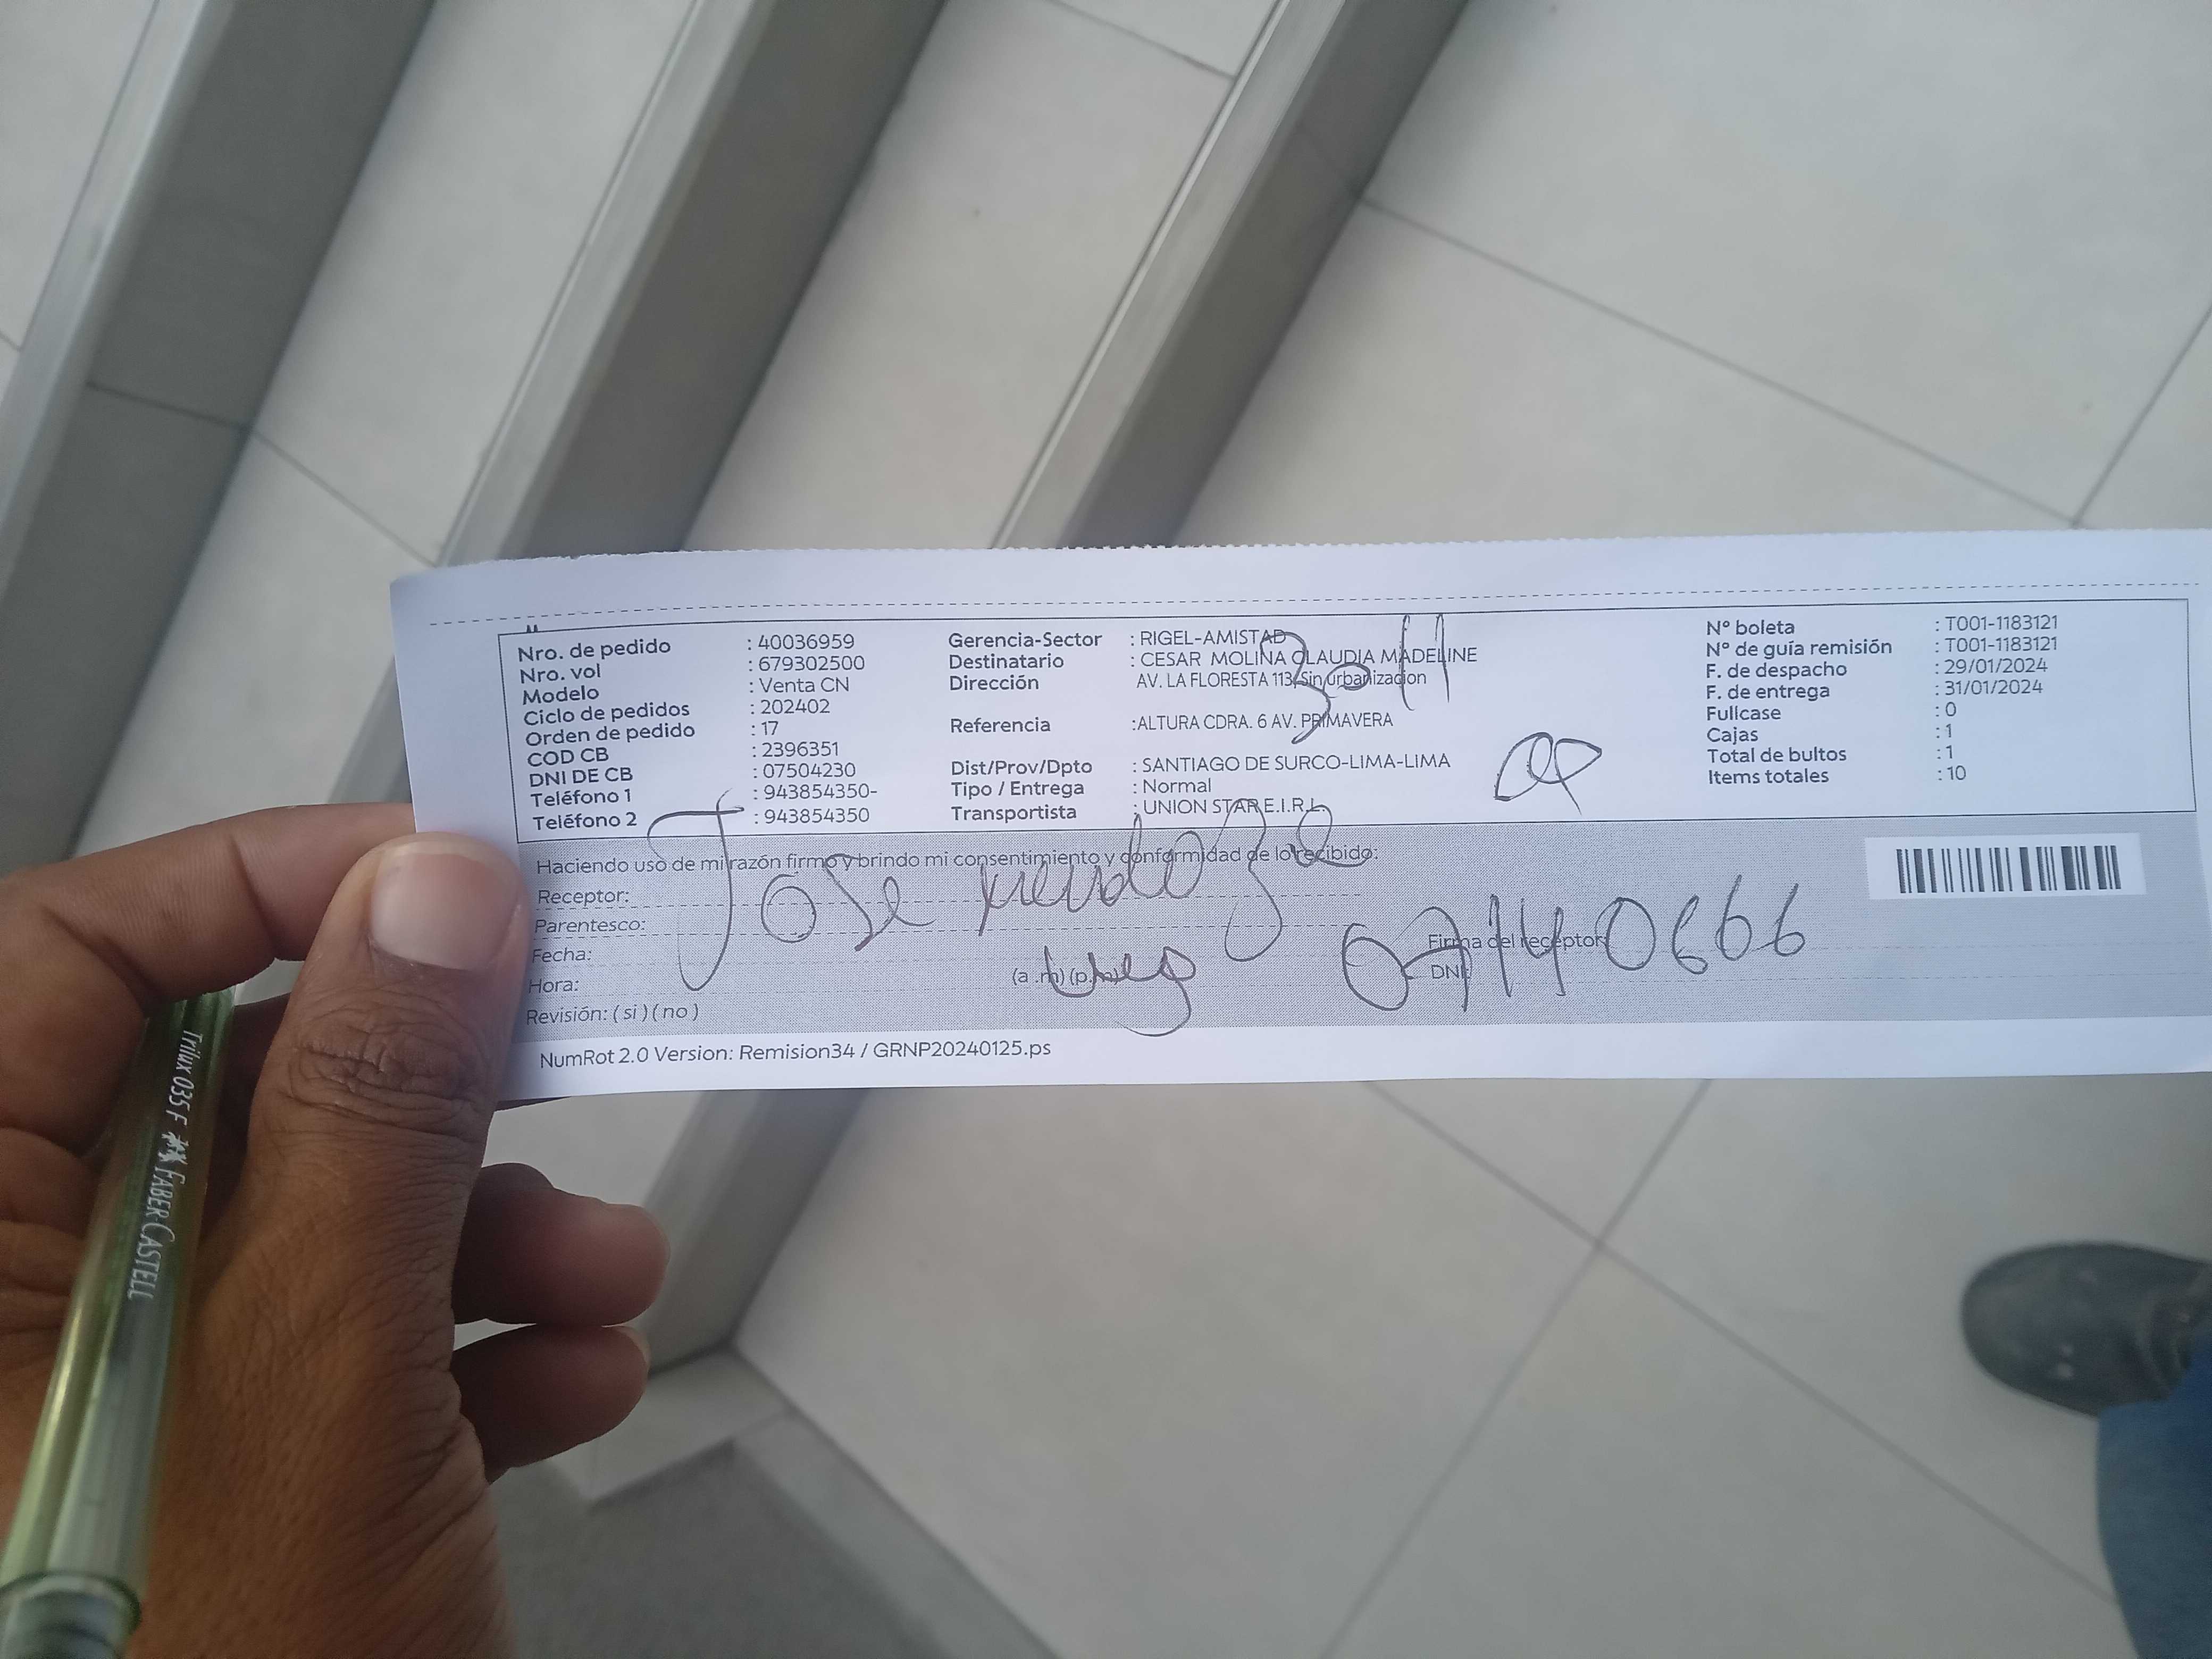 Nro. de pedido : 40036959
Nro. vol : 679302500
Modelo : Venta CN
Ciclo de pedidos : 202402
Orden de pedido : 17
COD CB : 2396351
DNI DE CB : 07504230
Teléfono 1 : 943854350-
Teléfono 2 : 943854350
Gerencia-Sector : RIGEL-AMISTAD
Destinatario : CESAR MOLINA CLAUDIA MADELINE
Dirección AV. LA FLORESTA 113 Sin urbanizacion
Referencia :ALTURA CDRA. 6 AV. PRIMAVERA
Dist/Prov/Dpto : SANTIAGO DE SURCO-LIMA-LIMA
Tipo / Entrega : Normal
Transportista : UNION STAR E.I.R.L.
N° boleta : T001-1183121
N° de guía remisión : T001-1183121
F. de despacho : 29/01/2024
F. de entrega : 31/01/2024
Fullcase : 0
Cajas : 1
Total de bultos : 1
Items totales : 10
Haciendo uso de mi razón firmo y brindo mi consentimiento y conformidad de lo recibido:
Receptor:
Parentesco:
Fecha:
Hora: (a .m) (p.m)
Revisión: ( si ) ( no )
Jose mendoza
Firma del receptor
DNI
NumRot 2.0 Version: Remision34 / GRNP20240125.ps
Trilux 035 F FABER-CASTELL